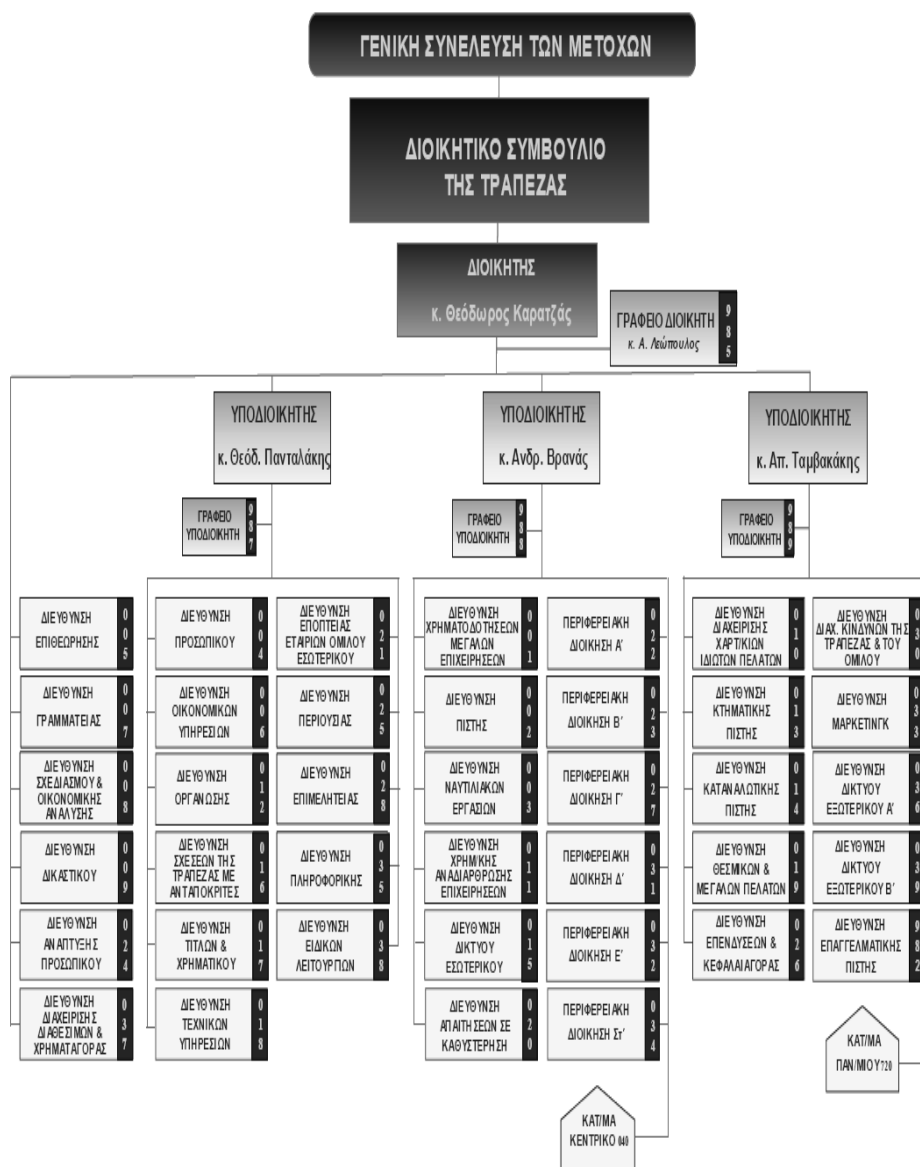 ΓΕΝΙΚΗ ΣΥΝΕΛΕΥΣΗ ΤΩΝ ΜΕΤΟΧΩΝ
ΔΙΟΙΚΗΤΙΚΟ ΣΥΜΒΟΥΛΙΟ
ΤΗΣ ΤΡΑΠΕΖΑΣ
ΔΙΟΙΚΗΤΗΣ
κ. Θεόδωρος Καρατζάς
ΓΡΑΦΕΙΟ ΔΙΟΙΚΗΤΗ
κ. Α. Λεώπουλος
985
ΥΠΟΔΙΟΙΚΗΤΗΣ
κ. Θεόδ. Πανταλάκης
ΥΠΟΔΙΟΙΚΗΤΗΣ
κ. Ανδρ. Βρανάς
ΥΠΟΔΙΟΙΚΗΤΗΣ
κ. Απ. Ταμβακάκης
ΓΡΑΦΕΙΟ
ΥΠΟΔΙΟΙΚΗΤΗ
987
ΓΡΑΦΕΙΟ
ΥΠΟΔΙΟΙΚΗΤΗ
988
ΓΡΑΦΕΙΟ
ΥΠΟΔΙΟΙΚΗΤΗ
989
ΔΙΕΥΘΥΝΣΗ
ΕΠΙΘΕΩΡΗΣΗΣ
005
ΔΙΕΥΘΥΝΣΗ
ΓΡΑΜΜΑΤΕΙΑΣ
007
ΔΙΕΥΘΥΝΣΗ
ΣΧΕΔΙΑΣΜΟΥ &
ΟΙΚΟΝΟΜΙΚΗΣ
ΑΝΑΛΥΣΗΣ
008
ΔΙΕΥΘΥΝΣΗ
ΔΙΚΑΣΤΙΚΟΥ
009
ΔΙΕΥΘΥΝΣΗ
ΑΝΑΠΤΥΞΗΣ
ΠΡΟΣΩΠΙΚΟΥ
024
ΔΙΕΥΘΥΝΣΗ
ΔΙΑΧΕΙΡΙΣΗΣ
ΔΙΑΘΕΣΙΜΩΝ &
ΧΡΗΜΑΤΑΓΟΡΑΣ
037
ΔΙΕΥΘΥΝΣΗ
ΠΡΟΣΩΠΙΚΟΥ
004
ΔΙΕΥΘΥΝΣΗ
ΟΙΚΟΝΟΜΙΚΩΝ
ΥΠΗΡΕΣΙΩΝ
006
ΔΙΕΥΘΥΝΣΗ
ΟΡΓΑΝΩΣΗΣ
012
ΔΙΕΥΘΥΝΣΗ
ΣΧΕΣΕΩΝ ΤΗΣ
ΤΡΑΠΕΖΑΣ ΜΕ
ΑΝΤΑΠΟΚΡΙΤΕΣ
016
ΔΙΕΥΘΥΝΣΗ
ΤΙΤΛΩΝ &
ΧΡΗΜΑΤΙΚΟΥ
017
ΔΙΕΥΘΥΝΣΗ
ΤΕΧΝΙΚΩΝ
ΥΠΗΡΕΣΙΩΝ
018
ΔΙΕΥΘΥΝΣΗ
ΕΠΟΠΤΕΙΑΣ
ΕΤΑΙΡΙΩΝ ΟΜΙΛΟΥ
ΕΣΩΤΕΡΙΚΟΥ
021
ΔΙΕΥΘΥΝΣΗ
ΠΕΡΙΟΥΣΙΑΣ
025
ΔΙΕΥΘΥΝΣΗ
ΕΠΙΜΕΛΗΤΕΙΑΣ
028
ΔΙΕΥΘΥΝΣΗ
ΠΛΗΡΟΦΟΡΙΚΗΣ
035
ΔΙΕΥΘΥΝΣΗ
ΕΙΔΙΚΩΝ
ΛΕΙΤΟΥΡΓΙΩΝ
038
ΔΙΕΥΘΥΝΣΗ
ΧΡΗΜΑΤΟΔΟΤΗΣΕΩΝ
ΜΕΓΑΛΩΝ
ΕΠΙΧΕΙΡΗΣΕΩΝ
001
ΔΙΕΥΘΥΝΣΗ
ΠΙΣΤΗΣ
002
ΔΙΕΥΘΥΝΣΗ
ΝΑΥΤΙΛΙΑΚΩΝ
ΕΡΓΑΣΙΩΝ
003
ΔΙΕΥΘΥΝΣΗ
ΧΡΗΜ/ΚΗΣ
ΑΝΑΔΙΑΡΘΡΩΣΗΣ
ΕΠΙΧΕΙΡΗΣΕΩΝ
011
ΔΙΕΥΘΥΝΣΗ
ΔΙΚΤΥΟΥ
ΕΣΩΤΕΡΙΚΟΥ
015
ΔΙΕΥΘΥΝΣΗ
ΑΠΑΙΤΗΣΕΩΝ ΣΕ
ΚΑΘΥΣΤΕΡΗΣΗ
020
ΠΕΡΙΦΕΡΕΙΑΚΗ
ΔΙΟΙΚΗΣΗ Α΄
022
ΠΕΡΙΦΕΡΕΙΑΚΗ
ΔΙΟΙΚΗΣΗ Β΄
023
ΠΕΡΙΦΕΡΕΙΑΚΗ
ΔΙΟΙΚΗΣΗ Γ΄
027
ΠΕΡΙΦΕΡΕΙΑΚΗ
ΔΙΟΙΚΗΣΗ Δ΄
031
ΠΕΡΙΦΕΡΕΙΑΚΗ
ΔΙΟΙΚΗΣΗ Ε΄
032
ΠΕΡΙΦΕΡΕΙΑΚΗ
ΔΙΟΙΚΗΣΗ Στ΄
034
ΚΑΤ/ΜΑ
ΚΕΝΤΡΙΚΟ 040
ΔΙΕΥΘΥΝΣΗ
ΔΙΑΧΕΙΡΙΣΗΣ
ΧΑΡΤ/ΚΙΩΝ
ΙΔΙΩΤΩΝ ΠΕΛΑΤΩΝ
010
ΔΙΕΥΘΥΝΣΗ
ΚΤΗΜΑΤΙΚΗΣ
ΠΙΣΤΗΣ
013
ΔΙΕΥΘΥΝΣΗ
ΚΑΤΑΝΑΛΩΤΙΚΗΣ
ΠΙΣΤΗΣ
014
ΔΙΕΥΘΥΝΣΗ
ΘΕΣΜΙΚΩΝ &
ΜΕΓΑΛΩΝ ΠΕΛΑΤΩΝ
019
ΔΙΕΥΘΥΝΣΗ
ΕΠΕΝΔΥΣΕΩΝ &
ΚΕΦΑΛΑΙΑΓΟΡΑΣ
026
ΔΙΕΥΘΥΝΣΗ
ΔΙΑΧ. ΚΙΝΔΥΝΩΝ ΤΗΣ
ΤΡΑΠΕΖΑΣ & ΤΟΥ
ΟΜΙΛΟΥ
ΔΙΕΥΘΥΝΣΗ
ΜΑΡΚΕΤΙΝΓΚ
033
ΔΙΕΥΘΥΝΣΗ
ΔΙΚΤΥΟΥ
ΕΞΩΤΕΡΙΚΟΥ Α΄
036
ΔΙΕΥΘΥΝΣΗ
ΔΙΚΤΥΟΥ
ΕΞΩΤΕΡΙΚΟΥ Β΄
039
ΔΙΕΥΘΥΝΣΗ
ΕΠΑΓΓΕΛΜΑΤΙΚΗΣ
ΠΙΣΤΗΣ
982
ΚΑΤ/ΜΑ
ΠΑΝ/ΜΙΟΥ 720